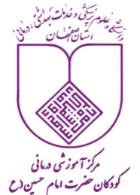 دانشگاه علوم پزشکی و خدمات بهداشتی درمانی
استان اصفهان
مرکز آموزشی درمانی
کودکان حضرت امام حسین (ع